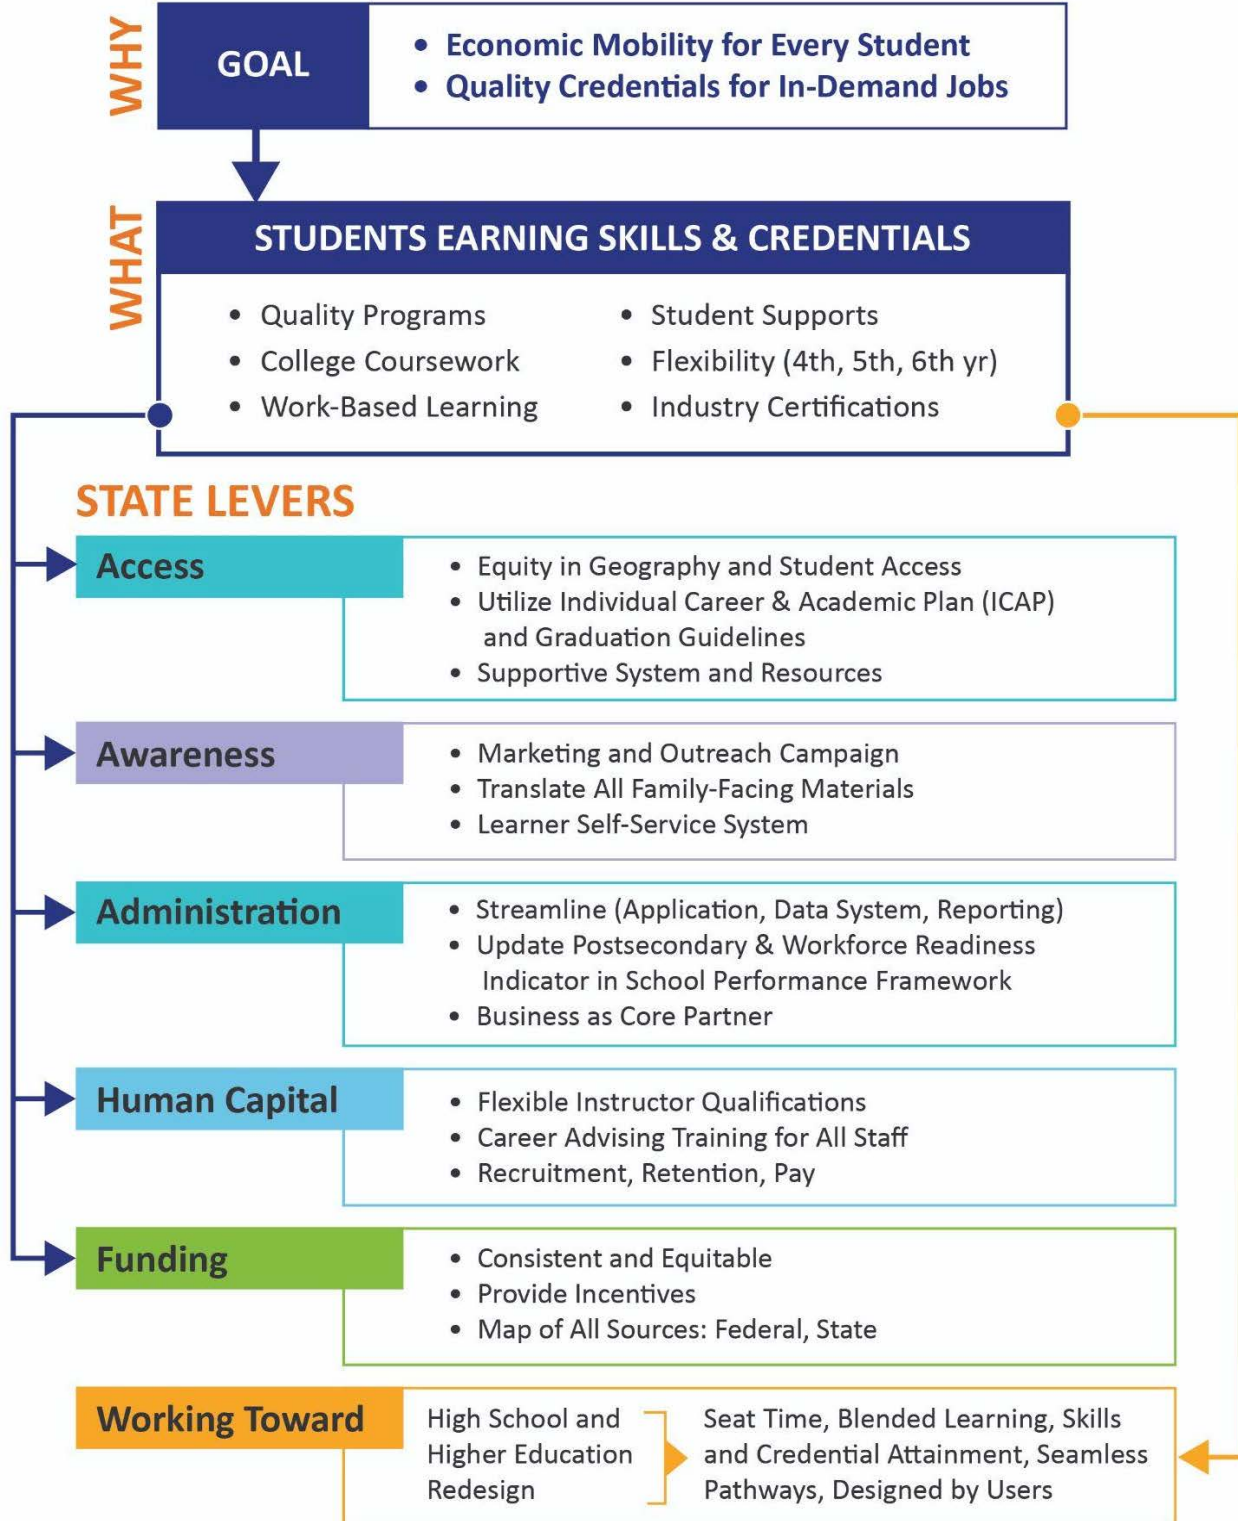 WHY
GOAL
• Economic Mobility for Every Student
• Quality Credentials for In-Demand Jobs
WHAT
STUDENTS EARNING SKILLS & CREDENTIALS
• Quality Programs
• College Coursework
• Work-Based Learning
• Student Supports
• Flexibility (4th, 5th, 6th yr)
• Industry Certifications
STATE LEVERS
Access
• Equity in Geography and Student Access
• Utilize Individual Career & Academic Plan (ICAP)
and Graduation Guidelines
• Supportive System and Resources
Awareness
• Marketing and Outreach Campaign
• Translate All Family-Facing Materials
• Learner Self-Service System
Administration
• Streamline (Application, Data System, Reporting)
• Update Postsecondary & Workforce Readiness
Indicator in School Performance Framework
• Business as Core Partner
Human Capital
• Flexible Instructor Qualifications
• Career Advising Training for All Staff
• Recruitment, Retention, Pay
Funding
• Consistent and Equitable
• Provide Incentives
• Map of All Sources: Federal, State
Working Toward
High School and
Higher Education
Redesign
Seat Time, Blended Learning, Skills
and Credential Attainment, Seamless
Pathways, Designed by Users